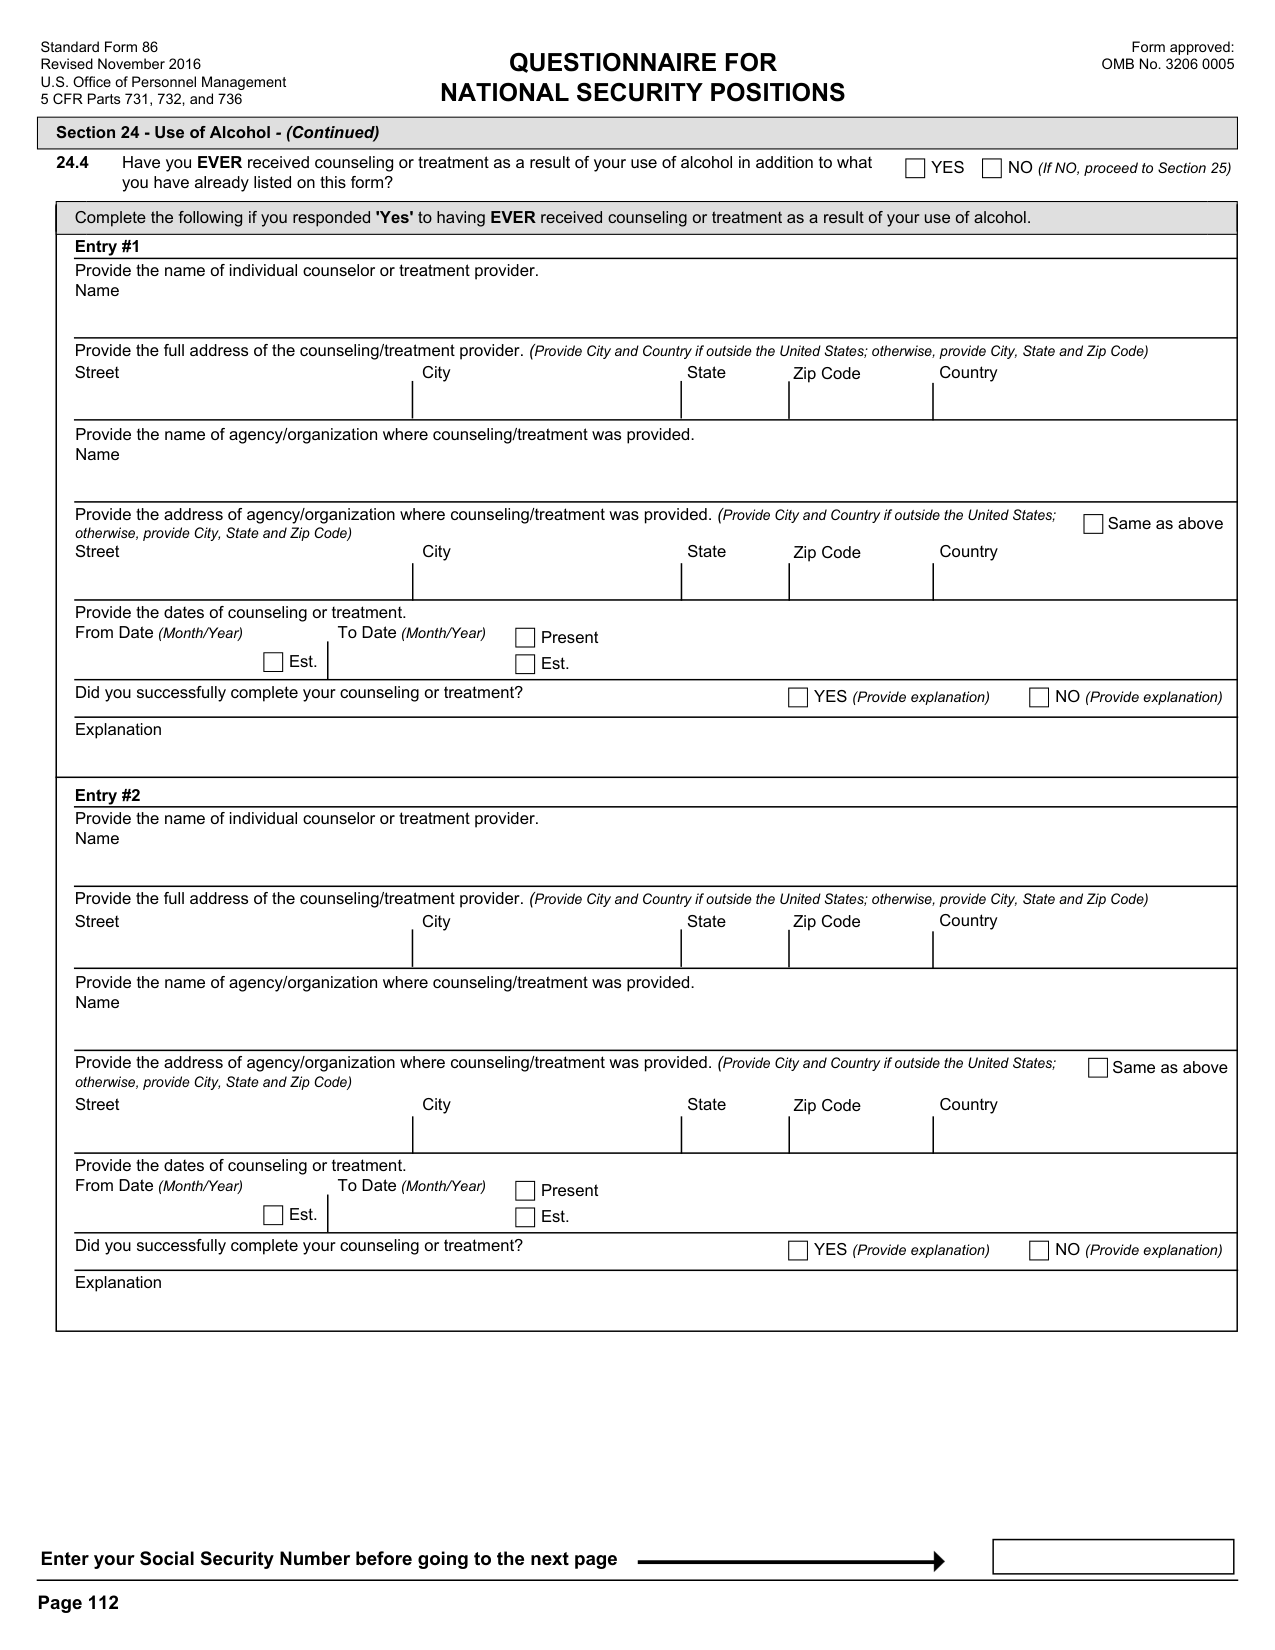 Standard Form 86
Revised November 2016
U.S. Office of Personnel Management
5 CFR Parts 731, 732, and 736
QUESTIONNAIRE FOR
NATIONAL SECURITY POSITIONS
Form approved:
OMB No. 3206 0005
Section 24 - Use of Alcohol - (Continued)
24.4 Have you EVER received counseling or treatment as a result of your use of alcohol in addition to what
you have already listed on this form?
YES NO (If NO, proceed to Section 25)
Complete the following if you responded 'Yes' to having EVER received counseling or treatment as a result of your use of alcohol.
Entry #1
Provide the name of individual counselor or treatment provider.
Name
Provide the full address of the counseling/treatment provider. (Provide City and Country if outside the United States; otherwise, provide City, State and Zip Code)
Street City State Zip Code Country
Provide the name of agency/organization where counseling/treatment was provided.
Name
Provide the address of agency/organization where counseling/treatment was provided. (Provide City and Country if outside the United States;
otherwise, provide City, State and Zip Code)
Same as above
Street City State Zip Code Country
Provide the dates of counseling or treatment.
From Date (Month/Year) To Date (Month/Year) Present
Est. Est.
Did you successfully complete your counseling or treatment? YES (Provide explanation) NO (Provide explanation)
Explanation
Entry #2
Provide the name of individual counselor or treatment provider.
Name
Provide the full address of the counseling/treatment provider. (Provide City and Country if outside the United States; otherwise, provide City, State and Zip Code)
Street City State Zip Code Country
Provide the name of agency/organization where counseling/treatment was provided.
Name
Provide the address of agency/organization where counseling/treatment was provided. (Provide City and Country if outside the United States;
otherwise, provide City, State and Zip Code)
Same as above
Street City State Zip Code Country
Provide the dates of counseling or treatment.
From Date (Month/Year) To Date (Month/Year) Present
Est. Est.
Did you successfully complete your counseling or treatment? YES (Provide explanation) NO (Provide explanation)
Explanation
Enter your Social Security Number before going to the next page
Page 112